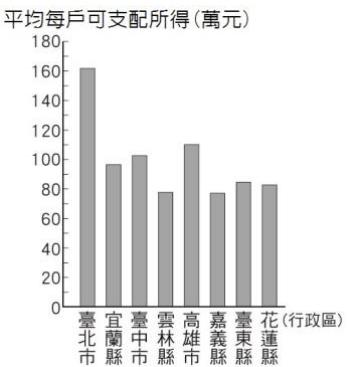 平均每戶可支配所得(萬元)
180
160
140
120
100
80
60
40
20
0
臺北市
宜蘭縣
臺中市
雲林縣
高雄市
嘉義縣
臺東縣
花蓮縣
(行政區)